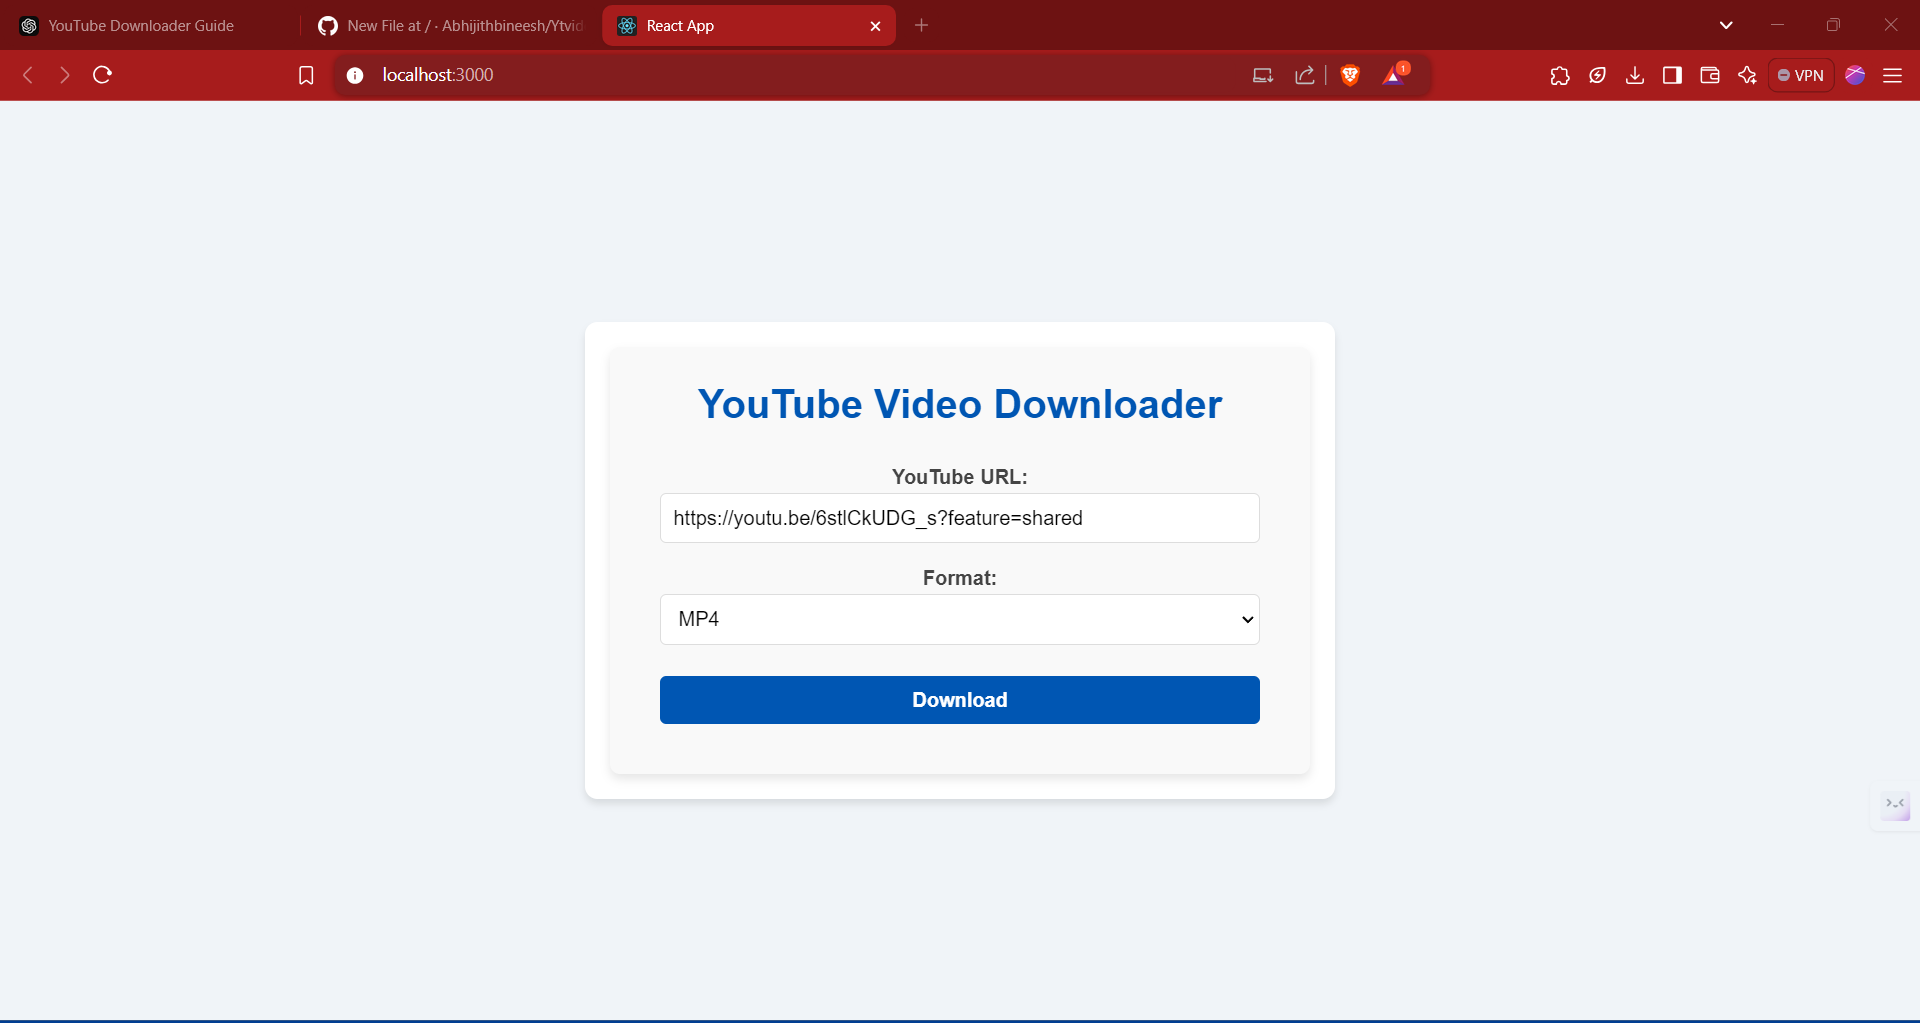 YouTube Downloader Guide
New File at / · Abhijithbineesh/Ytvid
React App
localhost:3000
1
VPN
YouTube Video Downloader
YouTube URL:
https://youtu.be/6stlCkUDG_s?feature=shared
Format:
MP4
Download